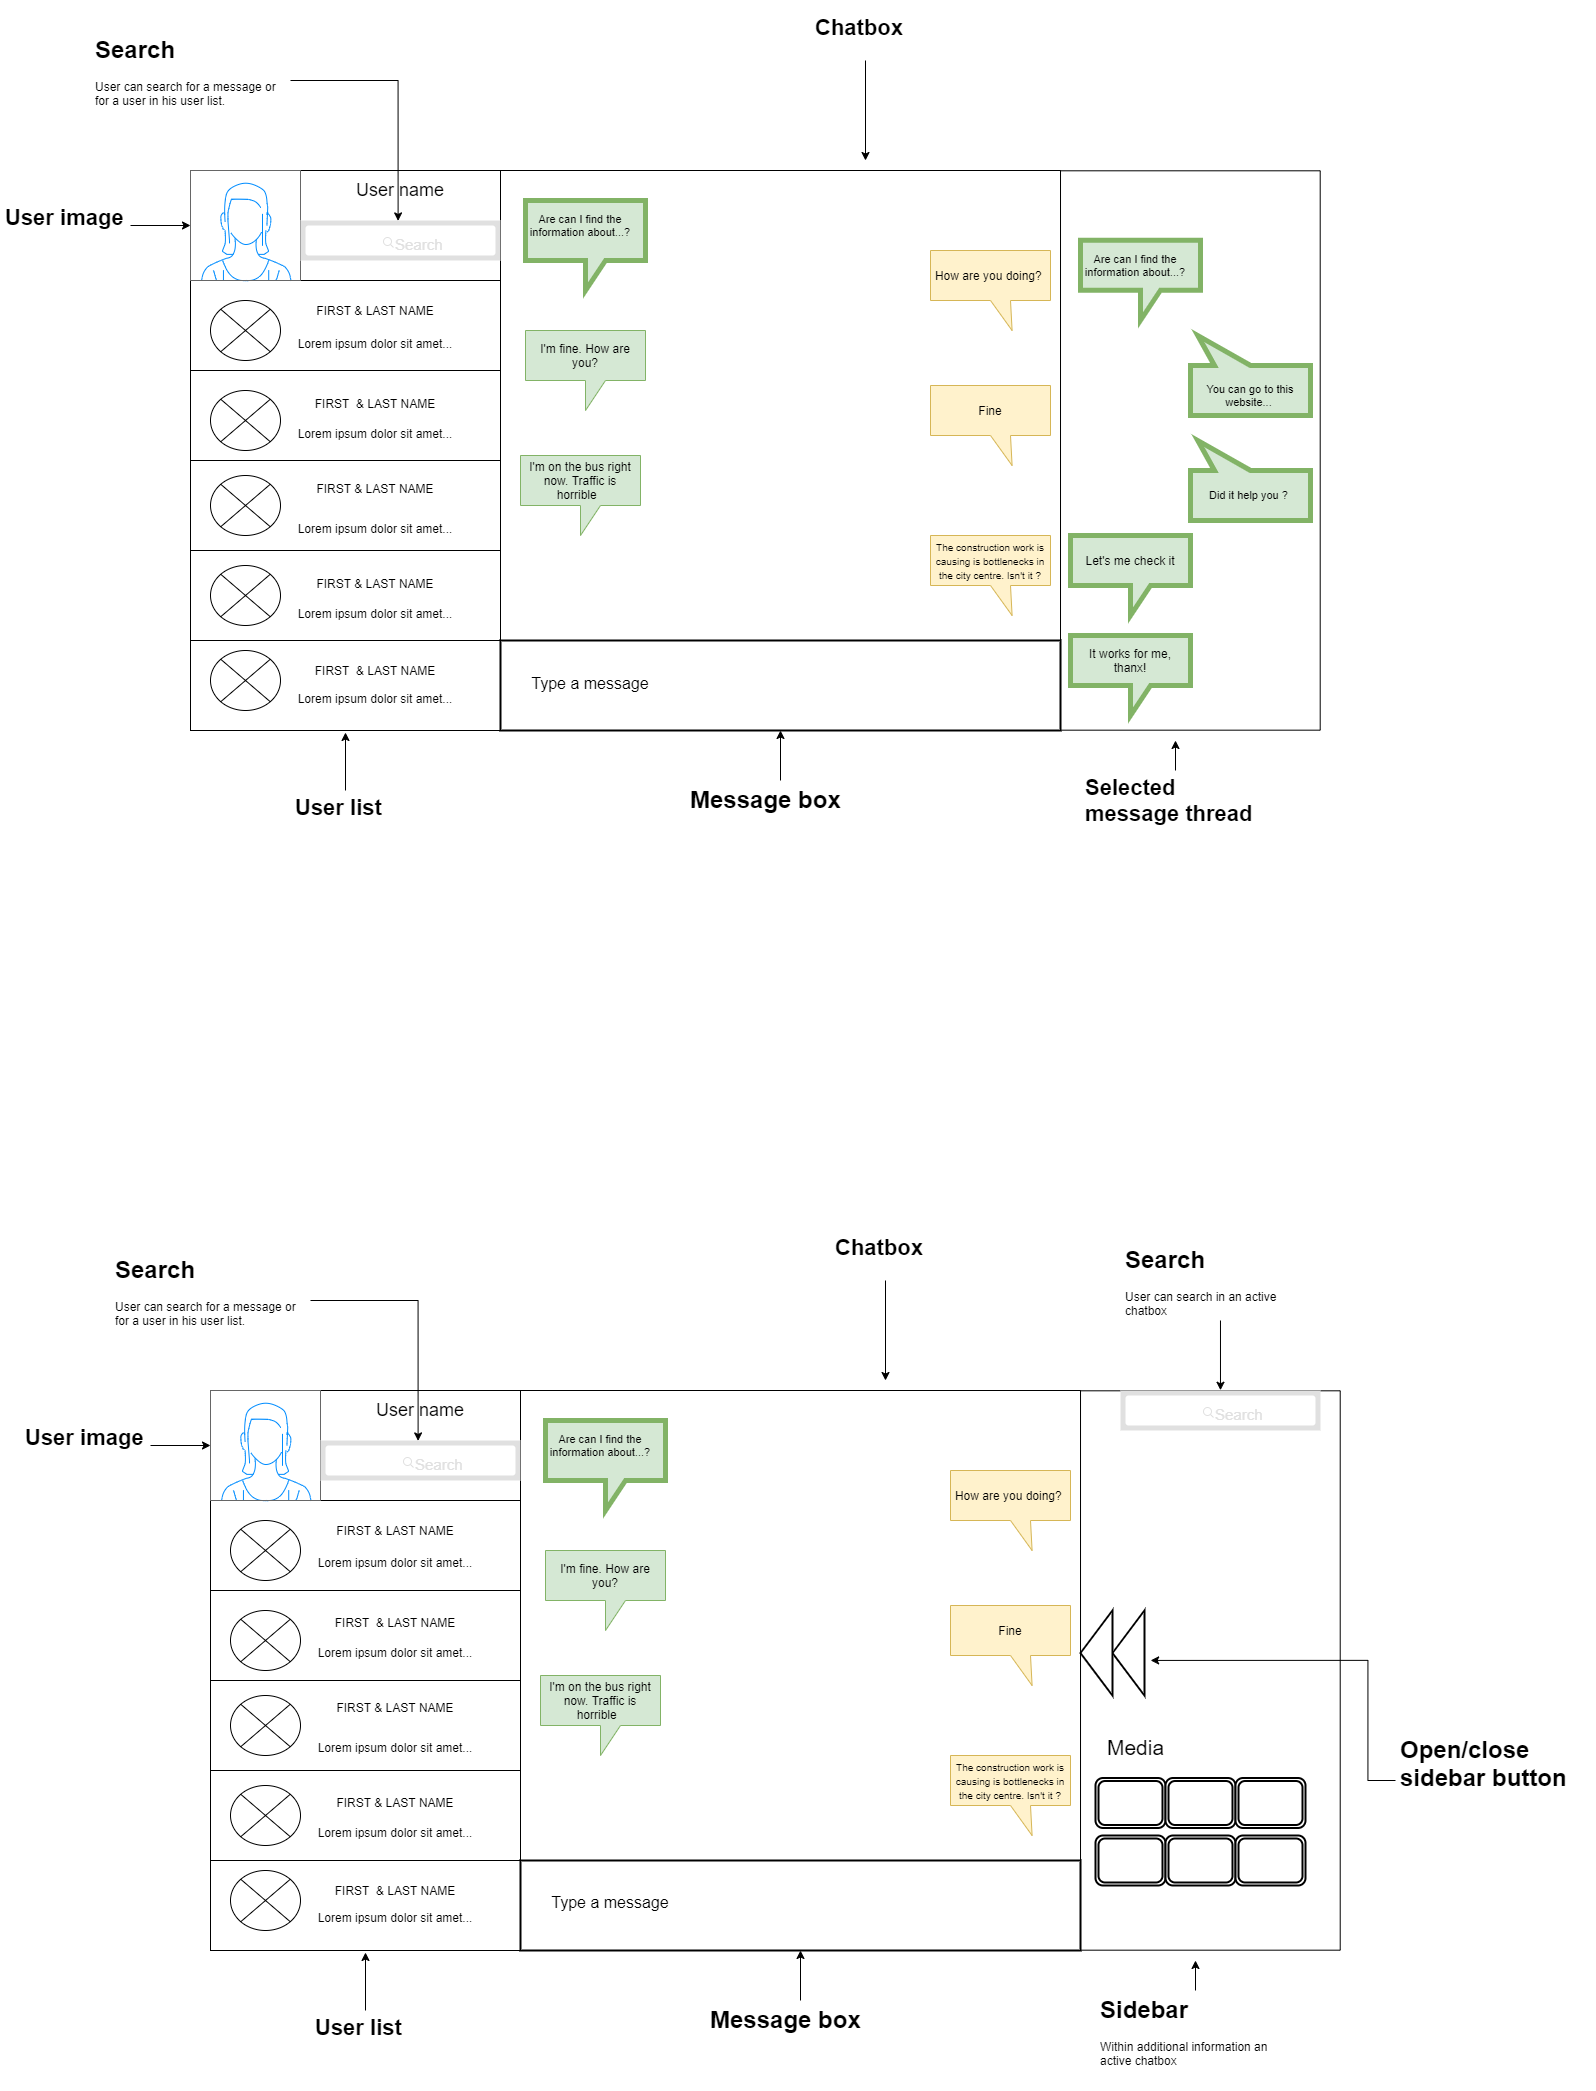 Chatbox
Search
User can search for a message or
for a user in his user list.
User image
User name
Search
FIRST & LAST NAME
Lorem ipsum dolor sit amet...
FIRST  & LAST NAME
Lorem ipsum dolor sit amet...
FIRST & LAST NAME
Lorem ipsum dolor sit amet...
FIRST & LAST NAME
Lorem ipsum dolor sit amet...
FIRST  & LAST NAME
Lorem ipsum dolor sit amet...
User list
Are can I find the
information about...?
How are you doing?
I'm fine. How are
you?
Fine
I'm on the bus right
now. Traffic is
horrible
The construction work is
causing is bottlenecks in
the city centre. Isn't it ?
Type a message
Message box
Are can I find the
information about...?
You can go to this
website...
Did it help you ?
Let's me check it
It works for me,
thanx!
Selected
message thread
Chatbox
Search
User can search for a message or
for a user in his user list.
Search
User can search in an active
chatbox
User image
User name
Search
FIRST & LAST NAME
Lorem ipsum dolor sit amet...
FIRST  & LAST NAME
Lorem ipsum dolor sit amet...
FIRST & LAST NAME
Lorem ipsum dolor sit amet...
FIRST & LAST NAME
Lorem ipsum dolor sit amet...
FIRST  & LAST NAME
Lorem ipsum dolor sit amet...
User list
Are can I find the
information about...?
How are you doing?
I'm fine. How are
you?
Fine
I'm on the bus right
now. Traffic is
horrible
The construction work is
causing is bottlenecks in
the city centre. Isn't it ?
Type a message
Message box
Search
Media
Open/close
sidebar button
Sidebar
Within additional information an
active chatbox